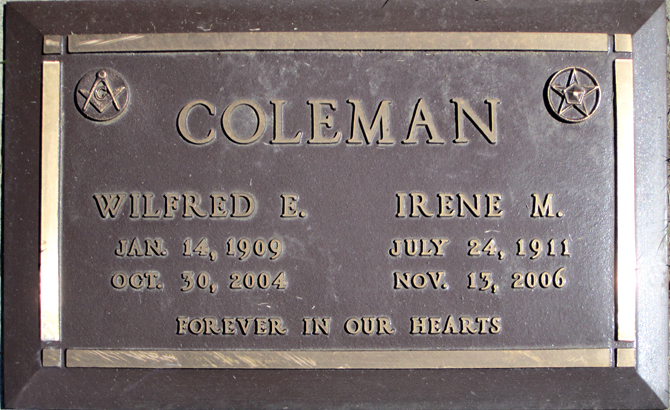 COLEMAN
WILFRED E. IRENE M.
JAN. 14, 1909 JULY 24, 1911
OCT. 30, 2004 NOV. 13, 2006
FOREVER IN OUR HEARTS